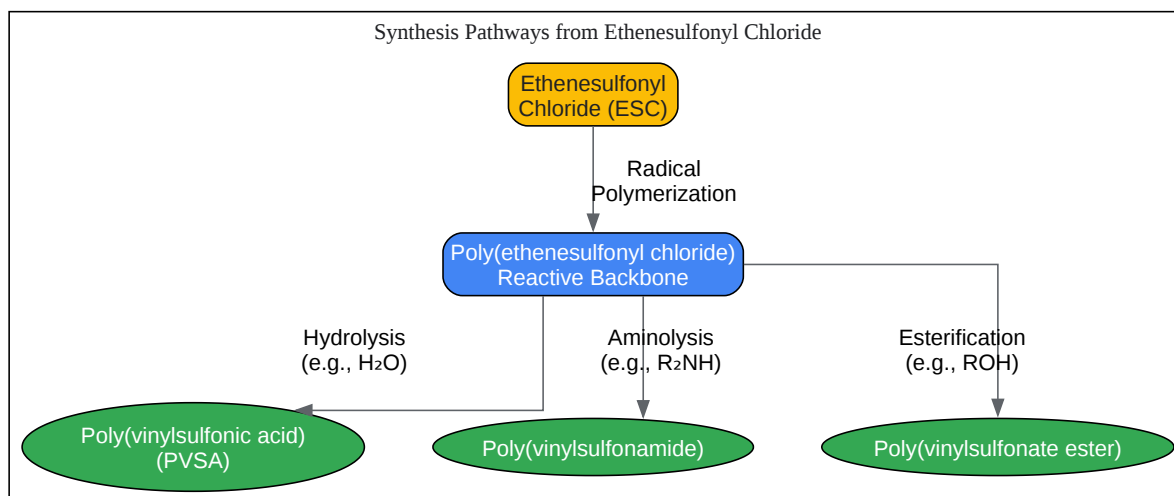 Synthesis Pathways from Ethenesulfonyl Chloride
Ethenesulfonyl
Chloride (ESC)
Radical
Polymerization
Poly(ethenesulfonyl chloride)
Reactive Backbone
Hydrolysis
(e.g., H₂O)
Aminolysis
(e.g., R₂NH)
Esterification
(e.g., ROH)
Poly(vinylsulfonic acid)
(PVSA)
Poly(vinylsulfonamide)
Poly(vinylsulfonate ester)